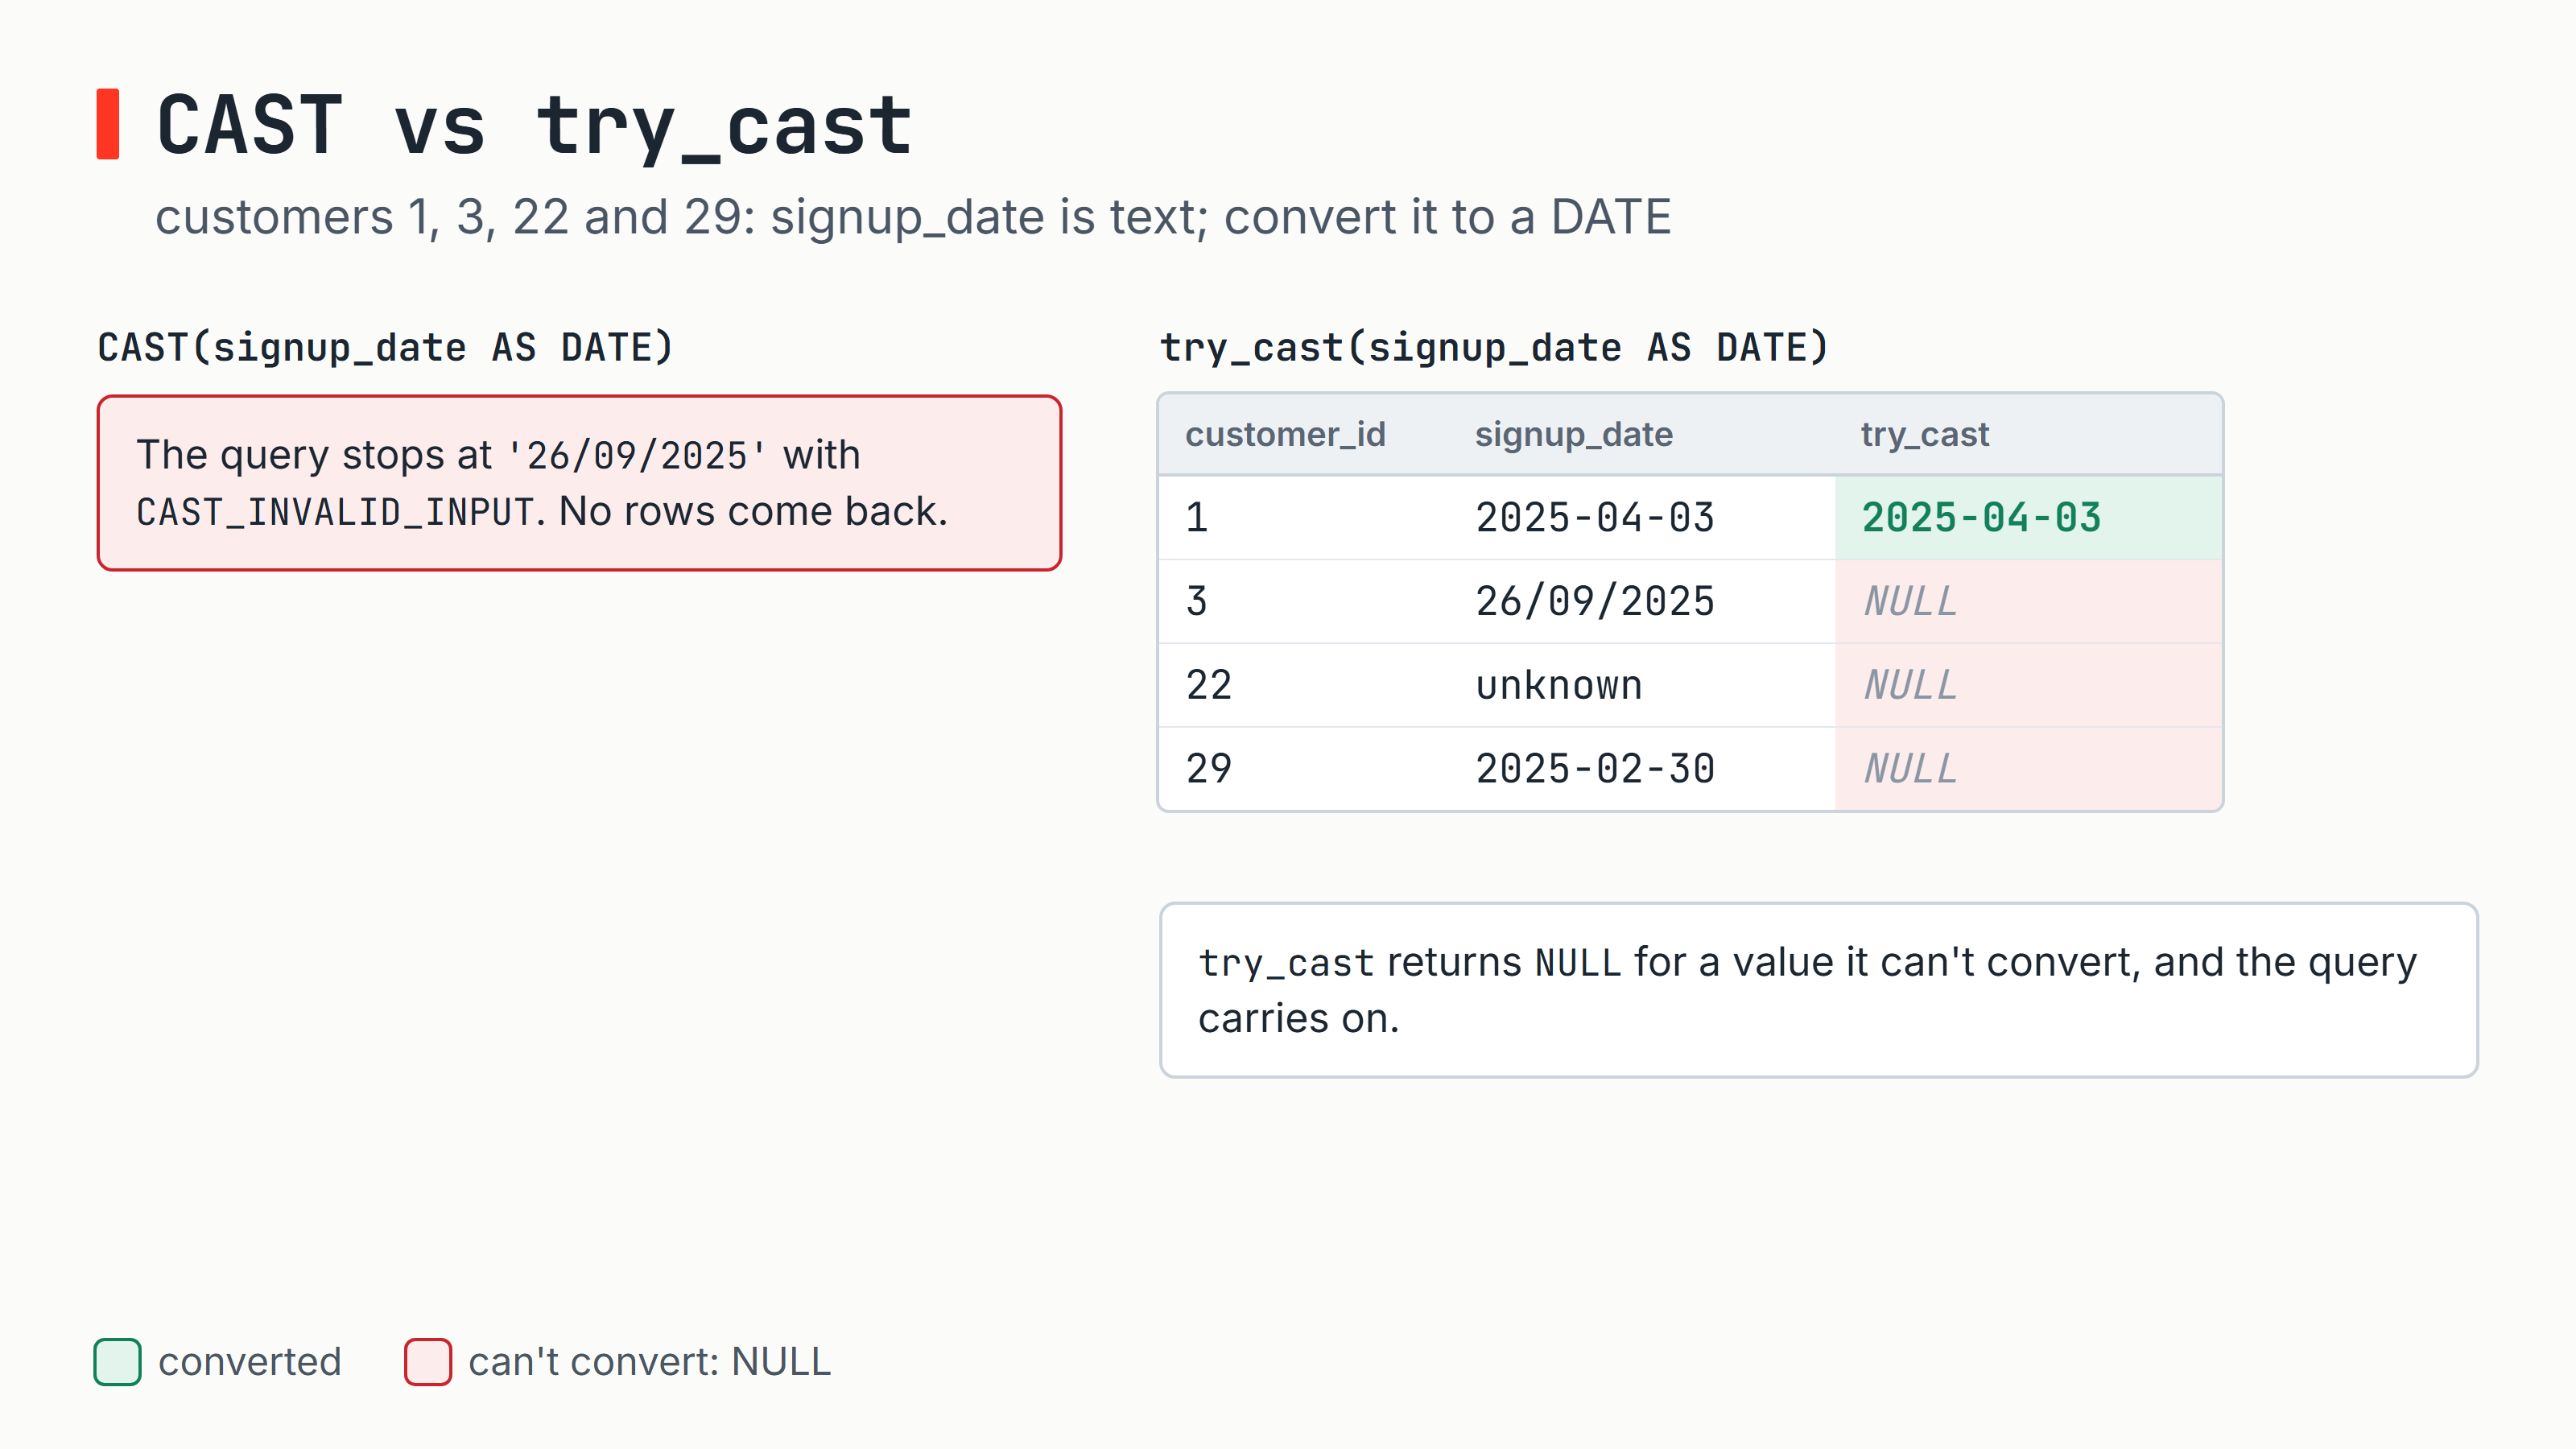 CAST vs try_cast
customers 1, 3, 22 and 29: signup_date is text; convert it to a DATE
CAST(signup_date AS DATE)
The query stops at '26/09/2025' with
CAST_INVALID_INPUT. No rows come back.
try_cast(signup_date AS DATE)
customer_id signup_date try_cast
1 2025-04-03 2025-04-03
3 26/09/2025 NULL
22 unknown NULL
29 2025-02-30 NULL
try_cast returns NULL for a value it can't convert, and the query
carries on.
converted can't convert: NULL